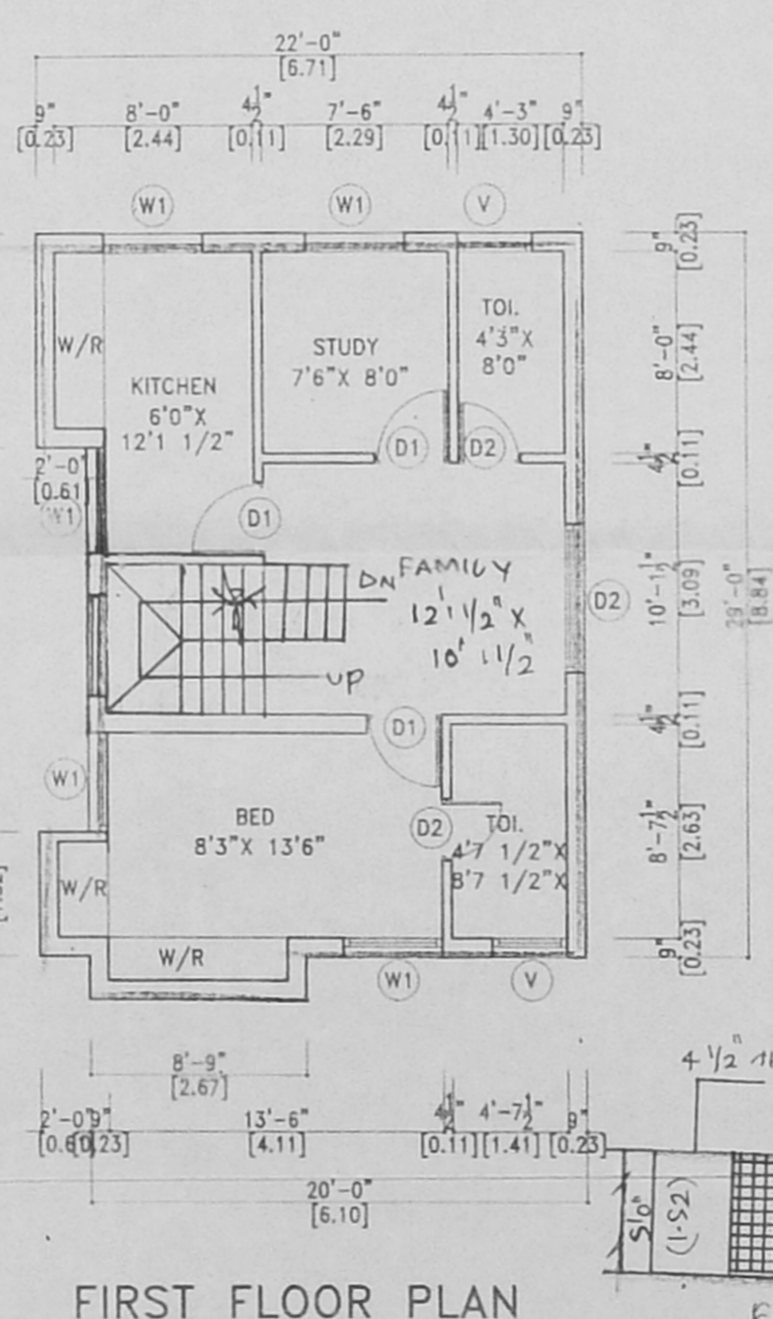 22'-0"
[6.71]
9" 8'-0" 4½" 7'-6" 4½" 4'-3" 9"
[0.23] [2.44] [0.11] [2.29] [0.11] [1.30] [0.23]
W1 W1 V
9"
[0.23]
TOI.
4'3"X
8'0"
STUDY
7'6"X 8'0"
W/R
KITCHEN
6'0"X
12'1 1/2"
8'-0"
[2.44]
D1 D2
4½"
[0.11]
2'-0"
[0.61
W1
D1
DN FAMILY
12'1 1/2" X
10' 11/2"
D2
10'-1½"
[3.09]
29'-0"
[8.84]
UP
D1
4½"
[0.11]
W1
BED
8'3"X 13'6"
D2
TOI.
4'7 1/2"X
8'7 1/2"X
8'-7½"
[2.63]
W/R
W/R
9"
[0.23]
W1 V
8'-9"
[2.67]
4 1/2"
2'-0" 9" 13'-6" 4½" 4'-7½" 9"
[0.61] [0.23] [4.11] [0.11] [1.41] [0.23]
20'-0"
[6.10]
5'0"
(1.52)
FIRST FLOOR PLAN